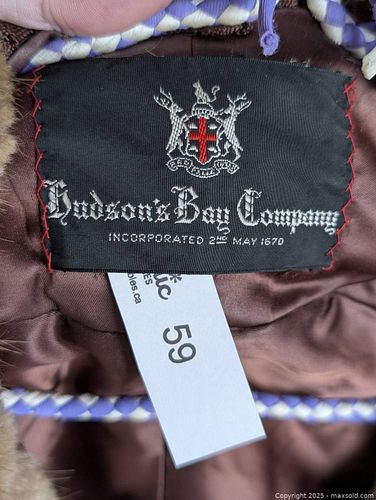 Hudson's Bay Company
INCORPORATED 2ND MAY 1670
59
Copyright 2025 - maxsold.com